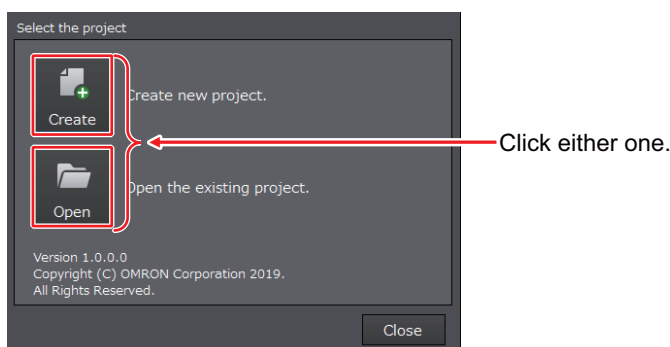 Select the project
Create
Create new project.
Click either one.
Open
Open the existing project.
Version 1.0.0.0
Copyright (C) OMRON Corporation 2019.
All Rights Reserved.
Close